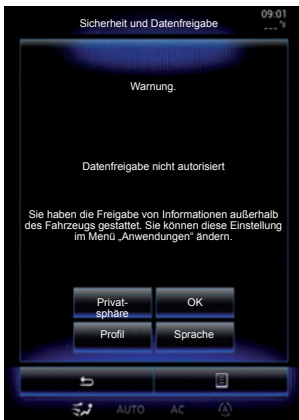 Sicherheit und Datenfreigabe
09:01
Warnung.
Datenfreigabe nicht autorisiert
Sie haben die Freigabe von Informationen außerhalb
des Fahrzeugs gestattet. Sie können diese Einstellung
im Menü „Anwendungen" ändern.
Privat-
sphäre
OK
Profil
Sprache
AUTO
AC